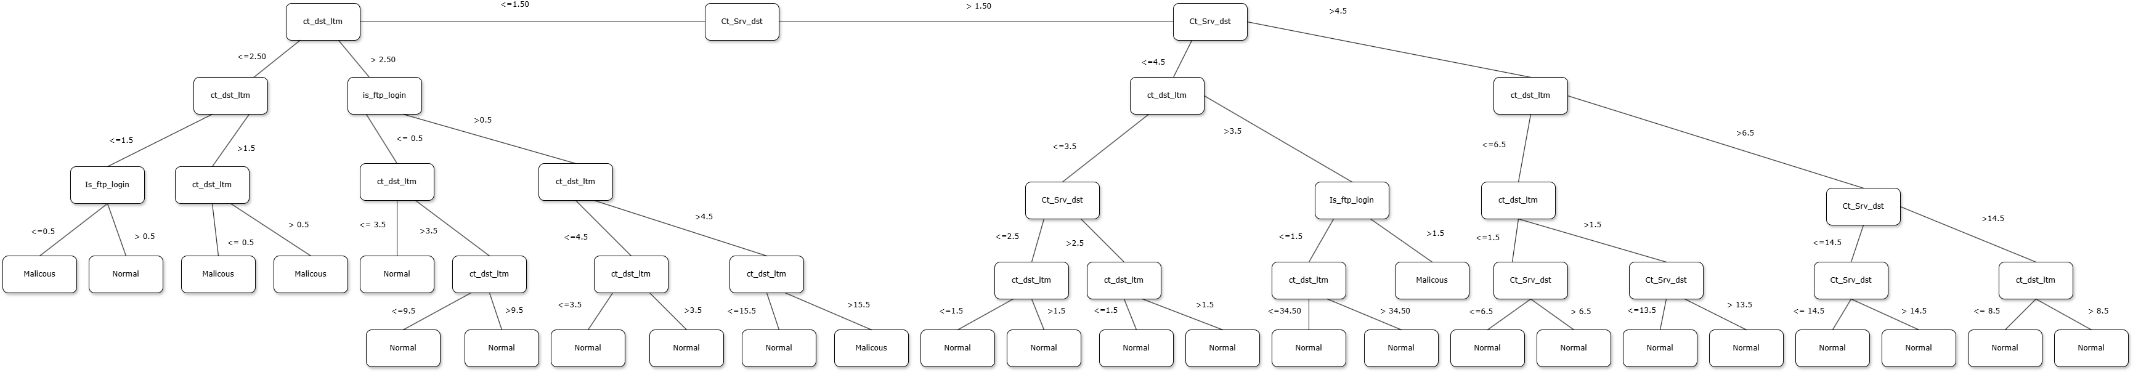 <=1.50
> 1.50
>4.5
ct_dst_ltm
Ct_Srv_dst
Ct_Srv_dst
<=2.50
> 2.50
<=4.5
ct_dst_ltm
is_ftp_login
ct_dst_ltm
ct_dst_ltm
>0.5
>3.5
>6.5
<=1.5
>1.5
<= 0.5
<=3.5
<=6.5
Is_ftp_login
ct_dst_ltm
ct_dst_ltm
ct_dst_ltm
Ct_Srv_dst
Is_ftp_login
ct_dst_ltm
Ct_Srv_dst
<=0.5
> 0.5
<= 0.5
> 0.5
<= 3.5
>3.5
<=4.5
>4.5
<=2.5
>2.5
<=1.5
>1.5
<=1.5
>1.5
<=14.5
>14.5
Malicous
Normal
Malicous
Malicous
Normal
ct_dst_ltm
ct_dst_ltm
ct_dst_ltm
ct_dst_ltm
ct_dst_ltm
ct_dst_ltm
Malicous
Ct_Srv_dst
Ct_Srv_dst
Ct_Srv_dst
ct_dst_ltm
<=9.5
>9.5
<=3.5
>3.5
<=15.5
>15.5
<=1.5
>1.5
<=1.5
>1.5
<=34.50
> 34.50
<=6.5
> 6.5
<=13.5
> 13.5
<= 14.5
> 14.5
<= 8.5
> 8.5
Normal
Normal
Normal
Normal
Normal
Malicous
Normal
Normal
Normal
Normal
Normal
Normal
Normal
Normal
Normal
Normal
Normal
Normal
Normal
Normal